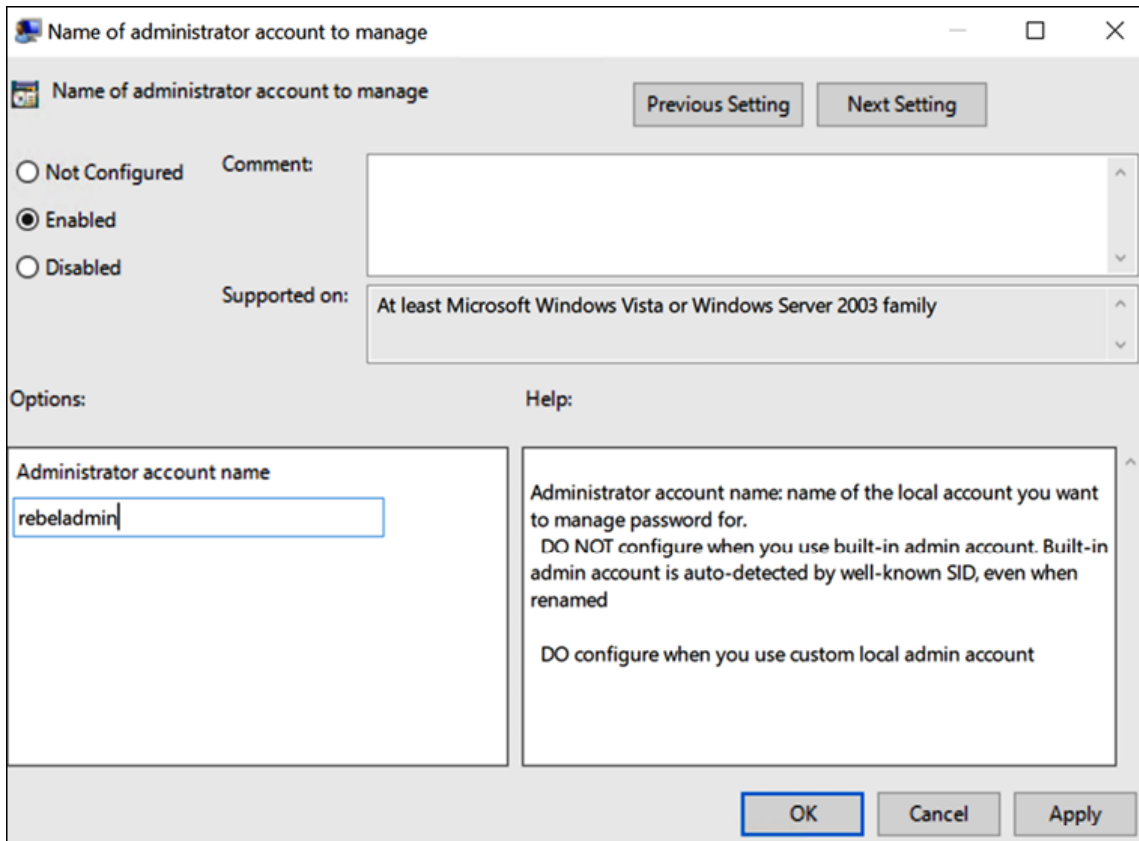 Name of administrator account to manage
Name of administrator account to manage
Previous Setting
Next Setting
Not Configured
Comment:
Enabled
Disabled
Supported on:
At least Microsoft Windows Vista or Windows Server 2003 family
Options:
Help:
Administrator account name
rebeladmin
Administrator account name: name of the local account you want
to manage password for.
DO NOT configure when you use built-in admin account. Built-in
admin account is auto-detected by well-known SID, even when
renamed
DO configure when you use custom local admin account
OK
Cancel
Apply